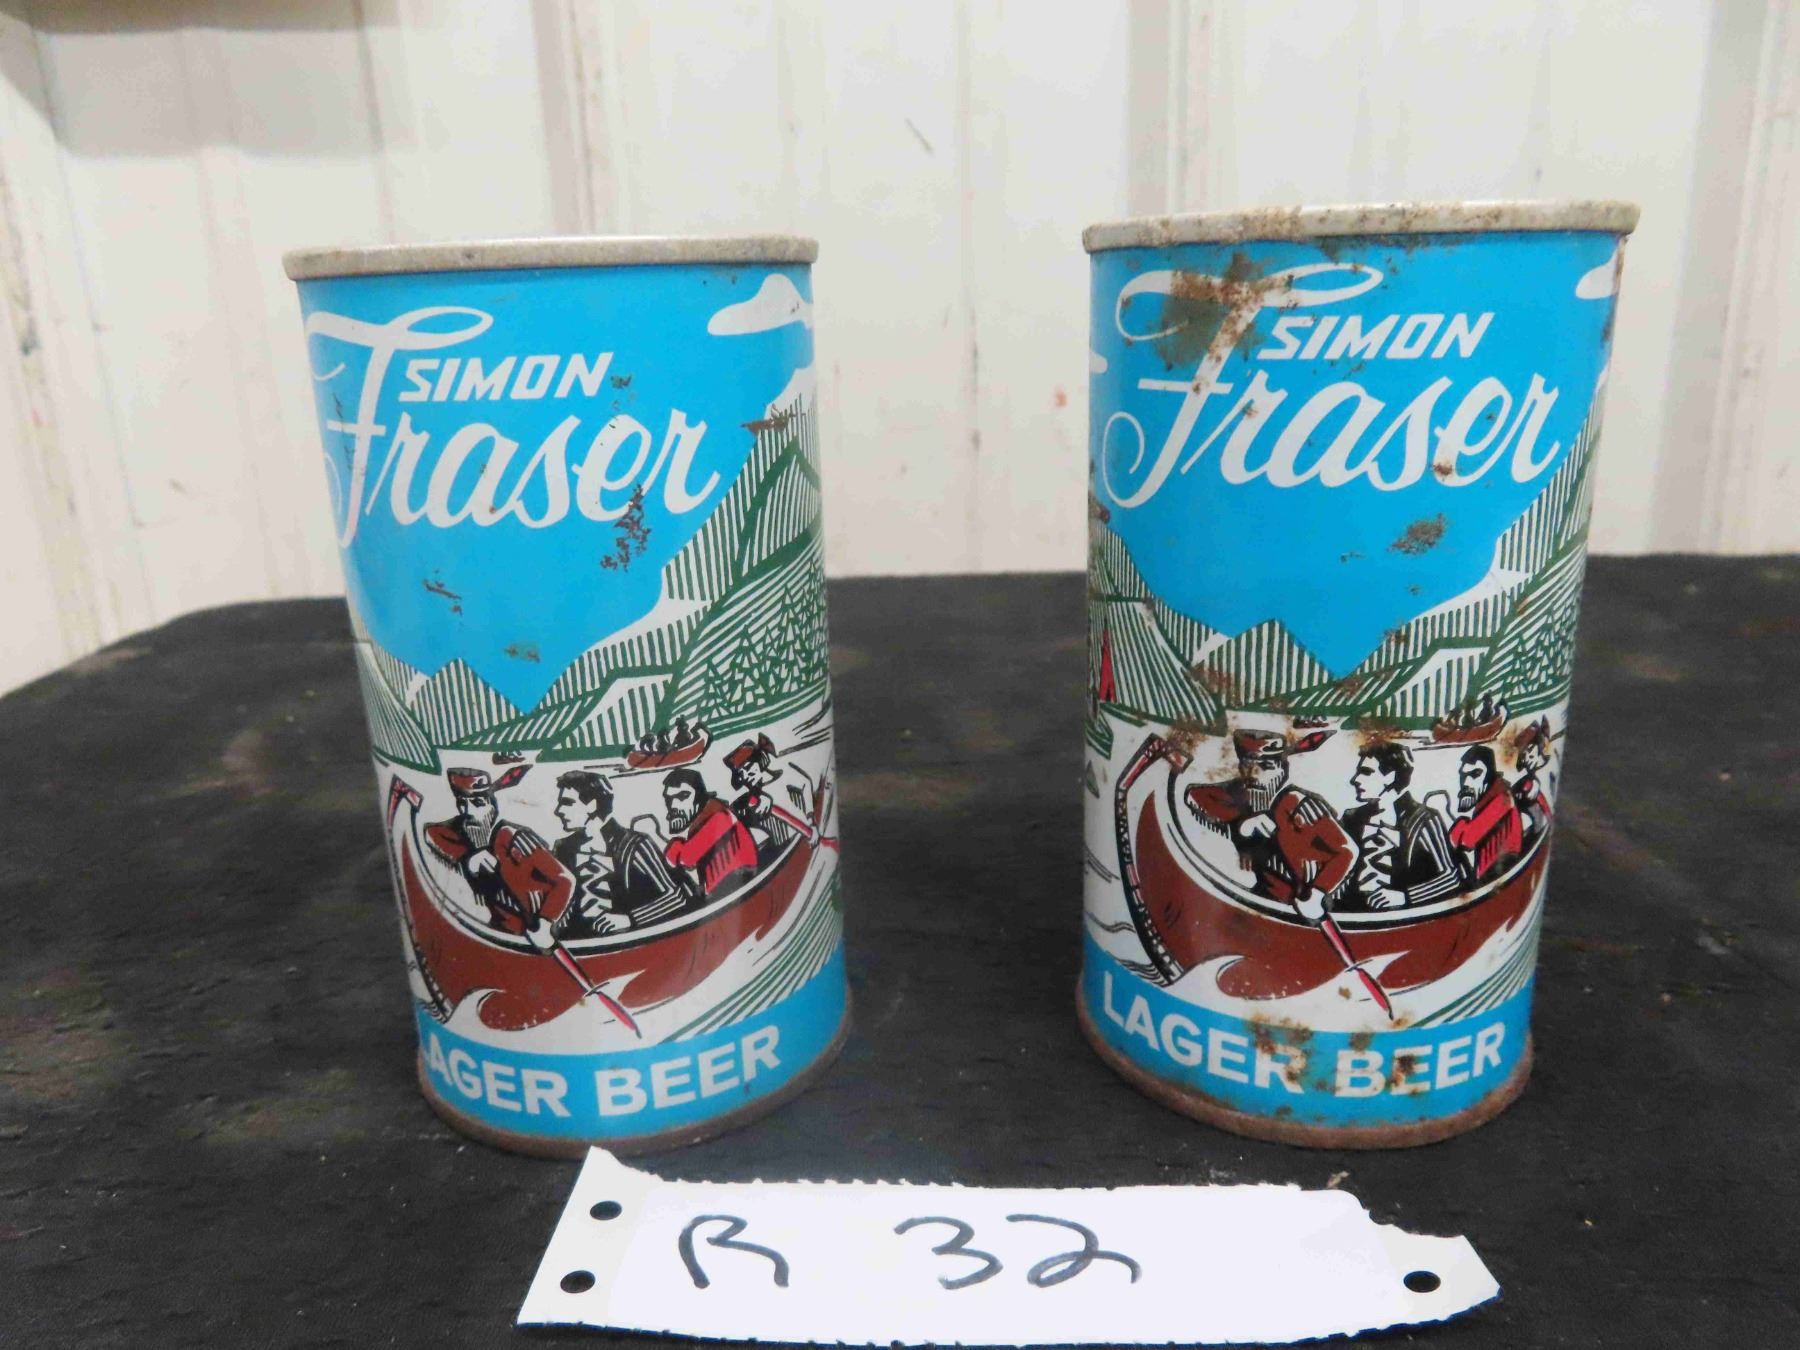 SIMON
Fraser
LAGER BEER
SIMON
Fraser
LAGER BEER
R 32